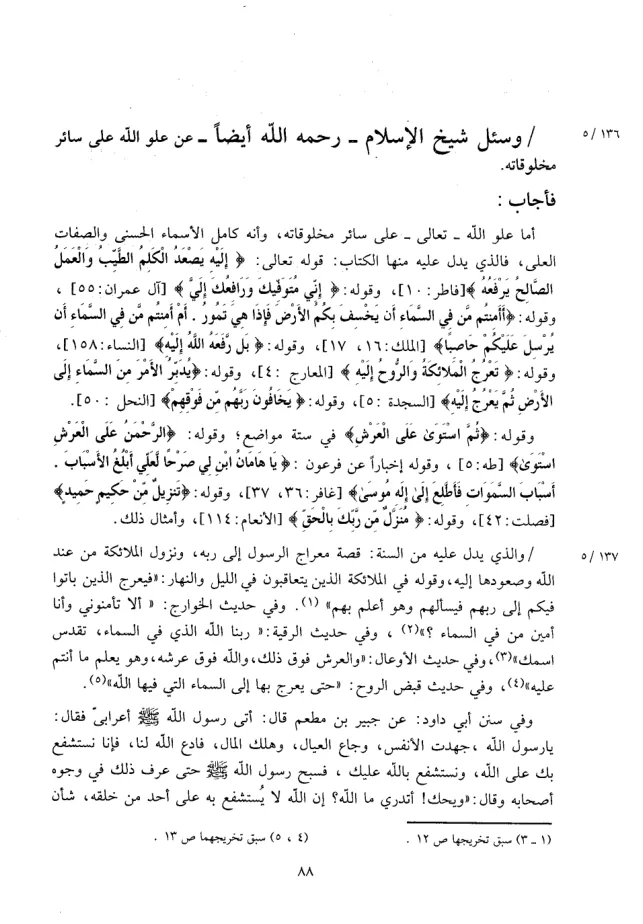 ١٣٦ / ٥
/ وسئل شيخ الإسلام ـ رحمه الله أيضاً ـ عن علو الله على سائر
مخلوقاته.
فأجاب :
أما علو الله ـ تعالى ـ على سائر مخلوقاته، وأنه كامل الأسماء الحسنى والصفات
العلى، فالذي يدل عليه منها الكتاب: قوله تعالى: ﴿ إِلَيْهِ يَصْعَدُ الْكَلِمُ الطَّيِّبُ وَالْعَمَلُ
الصَّالِحُ يَرْفَعُهُ ﴾[فاطر:١٠]، وقوله:﴿ إِنِّي مُتَوَفِّيكَ وَرَافِعُكَ إِلَيَّ ﴾ [آل عمران:٥٥] ،
وقوله:﴿أَأَمِنتُم مَّن فِي السَّمَاءِ أَن يَخْسِفَ بِكُمُ الأَرْضَ فَإِذَا هِيَ تَمُورُ . أَمْ أَمِنتُم مَّن فِي السَّمَاءِ أَن
يُرْسِلَ عَلَيْكُمْ حَاصِبًا﴾ [الملك:١٦، ١٧]، وقوله:﴿ بَل رَّفَعَهُ اللَّهُ إِلَيْهِ﴾ [النساء:١٥٨]،
وقوله:﴿ تَعْرُجُ الْمَلائِكَةُ وَالرُّوحُ إِلَيْهِ ﴾ [المعارج :٤]، وقوله:﴿يُدَبِّرُ الأَمْرَ مِنَ السَّمَاءِ إِلَى
الأَرْضِ ثُمَّ يَعْرُجُ إِلَيْهِ﴾ [السجدة :٥]، وقوله:﴿ يَخَافُونَ رَبَّهُم مِّن فَوْقِهِمْ﴾ [النحل :٥٠].
وقوله: ﴿ثُمَّ اسْتَوَىٰ عَلَى الْعَرْشِ﴾ في ستة مواضع؛ وقوله: ﴿الرَّحْمَنُ عَلَى الْعَرْشِ
اسْتَوَىٰ﴾ [طه:٥] ، وقوله إخباراً عن فرعون :﴿ يَا هَامَانُ ابْنِ لِي صَرْحًا لَّعَلِّي أَبْلُغُ الأَسْبَابَ .
أَسْبَابَ السَّمَوَاتِ فَأَطَّلِعَ إِلَىٰ إِلَهِ مُوسَىٰ﴾ [غافر:٣٦، ٣٧]، وقوله:﴿تَنزِيلٌ مِّنْ حَكِيمٍ حَمِيدٍ﴾
[فصلت:٤٢]، وقوله:﴿ مُنَزَّلٌ مِّن رَّبِّكَ بِالْحَقِّ ﴾ [الأنعام:١١٤]، وأمثال ذلك.
١٣٧ / ٥
/ والذي يدل عليه من السنة: قصة معراج الرسول إلى ربه، ونزول الملائكة من عند
الله وصعودها إليه،وقوله في الملائكة الذين يتعاقبون في الليل والنهار:«فيعرج الذين باتوا
فيكم إلى ربهم فيسألهم وهو أعلم بهم» (١). وفي حديث الخوارج: « ألا تأمنوني وأنا
أمين من في السماء ؟»(٢) ، وفي حديث الرقية:« ربنا الله الذي في السماء، تقدس
اسمك»(٣)،وفي حديث الأوعال:«والعرش فوق ذلك،والله فوق عرشه،وهو يعلم ما أنتم
عليه»(٤)، وفي حديث قبض الروح: «حتى يعرج بها إلى السماء التي فيها الله»(٥).
وفي سنن أبي داود: عن جبير بن مطعم قال: أتى رسول الله ﷺ أعرابيّ فقال:
يارسول الله ،جهدت الأنفس، وجاع العيال، وهلك المال، فادع الله لنا، فإنا نستشفع
بك على الله، ونستشفع بالله عليك ، فسبح رسول الله ﷺ حتى عرف ذلك في وجوه
أصحابه وقال:«ويحك! أتدري ما الله؟ إن الله لا يُستشفع به على أحد من خلقه، شأن
(١ ـ ٣) سبق تخريجها ص ١٢ .
(٤ ، ٥) سبق تخريجهما ص ١٣ .
٨٨